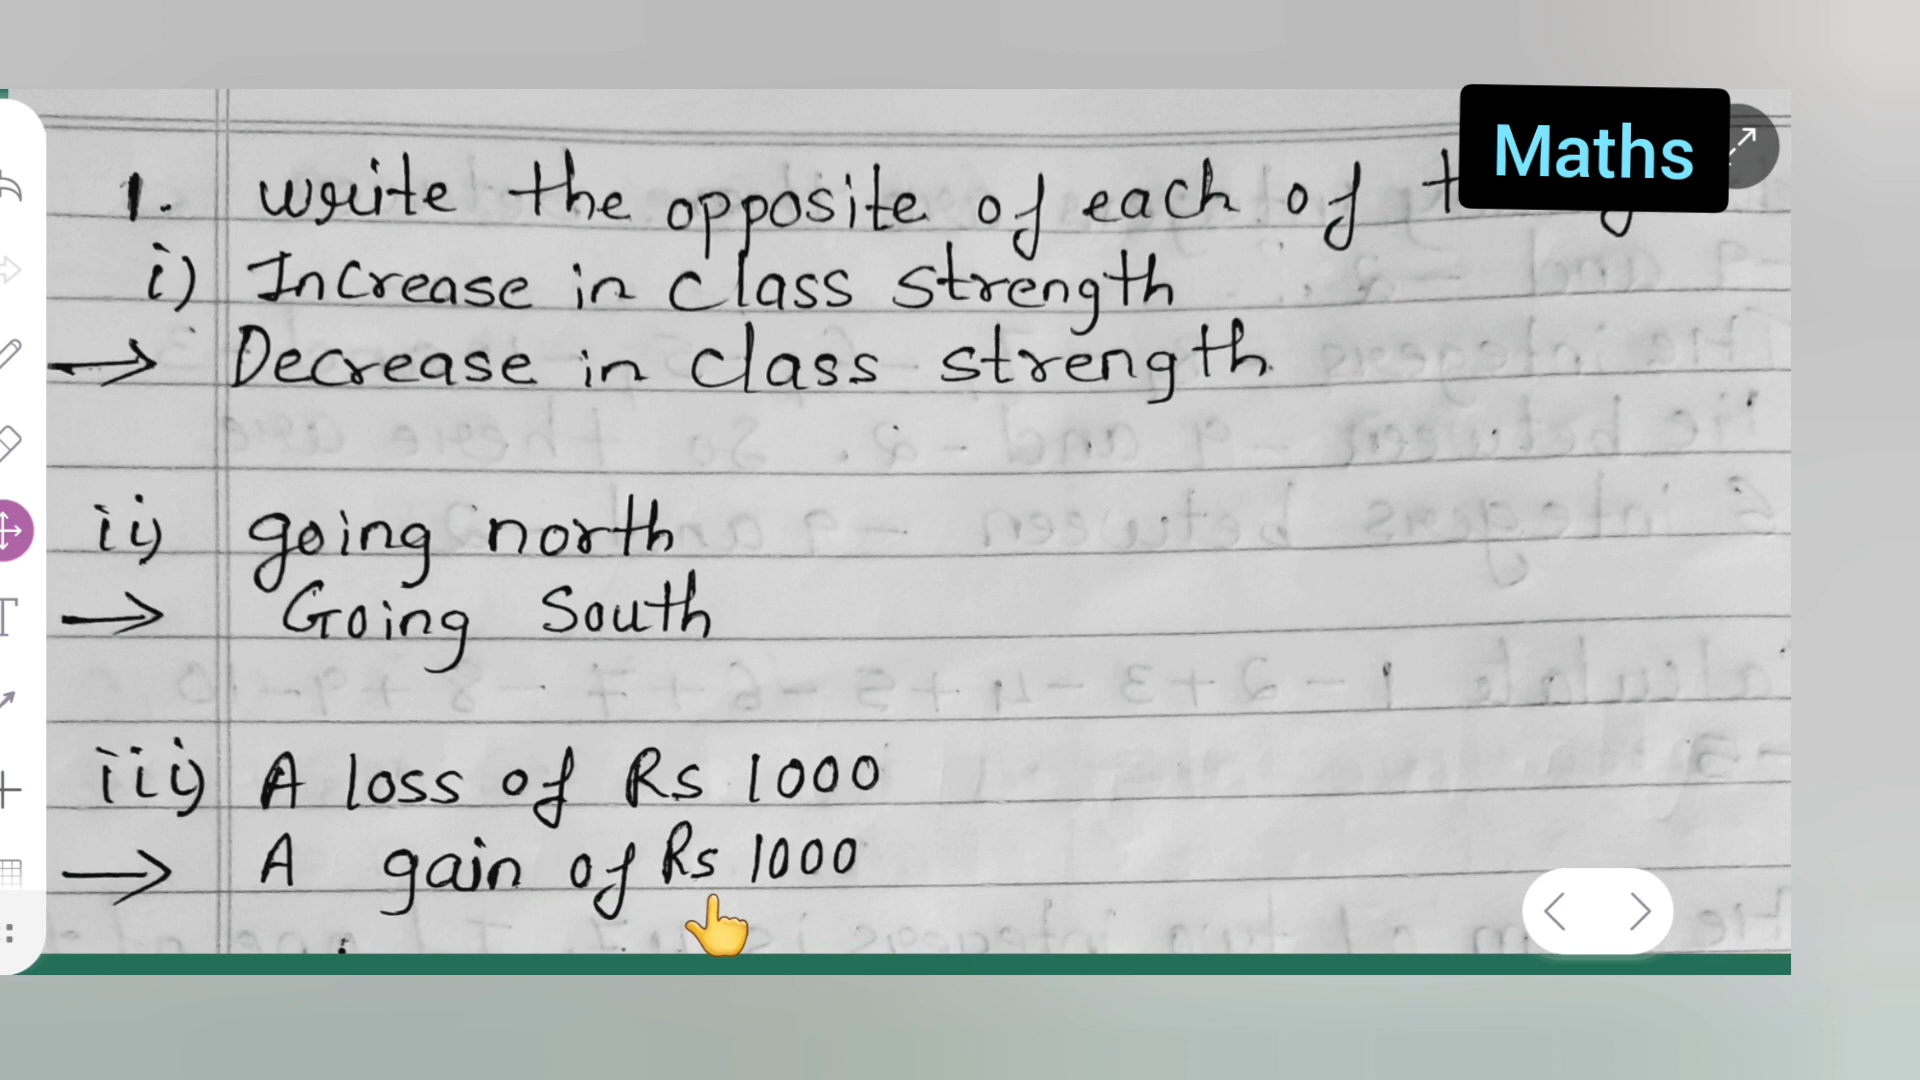 Maths
1. write the opposite of each of
i) Increase in class strength
→ Decrease in class strength.
ii) going north
→ Going South
iii) A loss of Rs 1000
→ A gain of Rs 1000